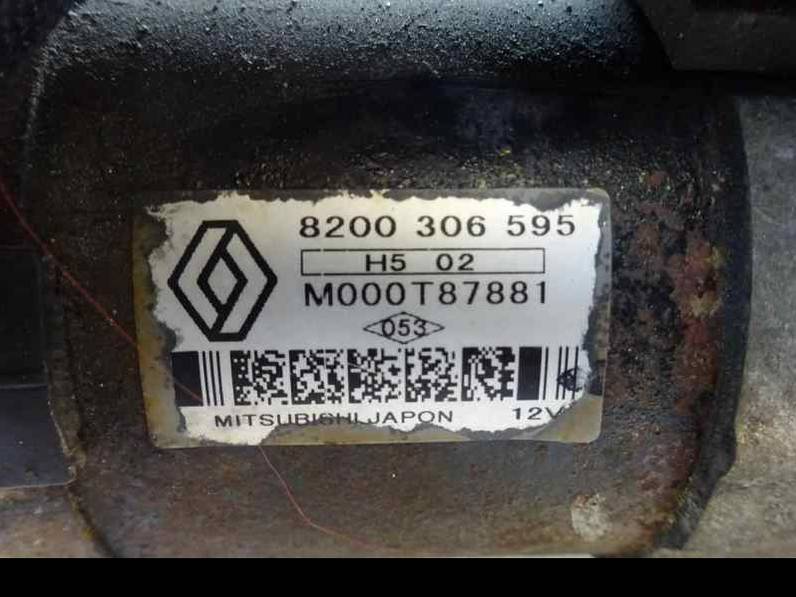 8200 306 595
H5 02
M000T87881
053
MITSUBISHI JAPON 12V